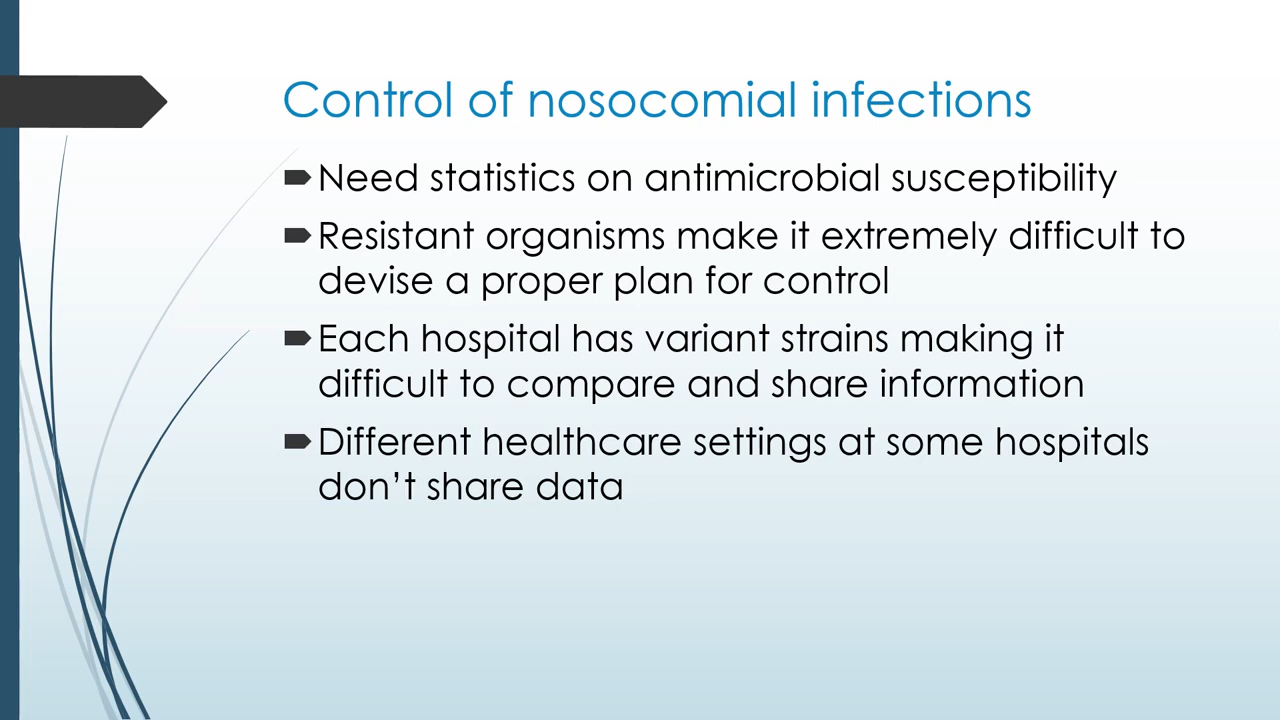 Control of nosocomial infections
Need statistics on antimicrobial susceptibility
Resistant organisms make it extremely difficult to
devise a proper plan for control
Each hospital has variant strains making it
difficult to compare and share information
Different healthcare settings at some hospitals
don’t share data